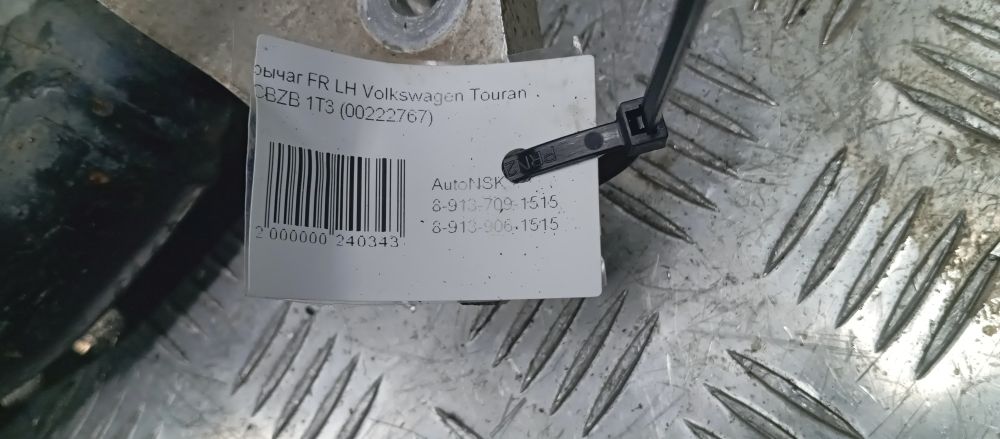 рычаг FR LH Volkswagen Touran
CBZB 1T3 (00222767)
AutoNSK
8-913-709-1515
8-913-906-1515
2 000000 240343